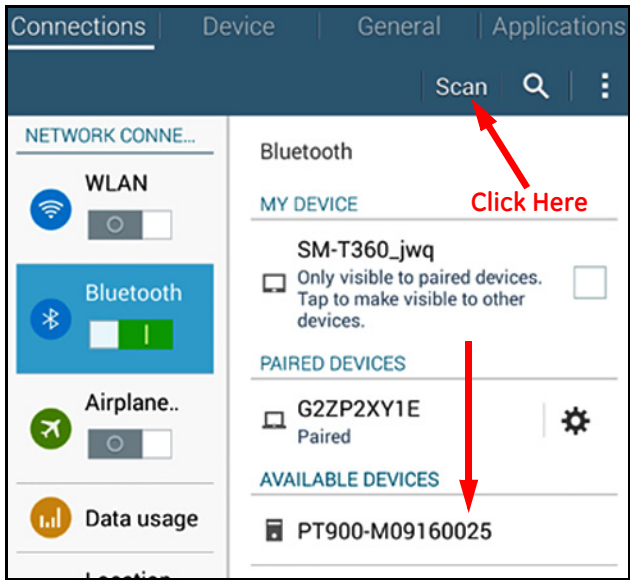 Connections
Device
General
Applications
Scan
NETWORK CONNE...
WLAN
Bluetooth
Airplane..
Data usage
Location
Bluetooth
Click Here
MY DEVICE
SM-T360_jwq
Only visible to paired devices.
Tap to make visible to other
devices.
PAIRED DEVICES
G2ZP2XY1E
Paired
AVAILABLE DEVICES
PT900-M09160025